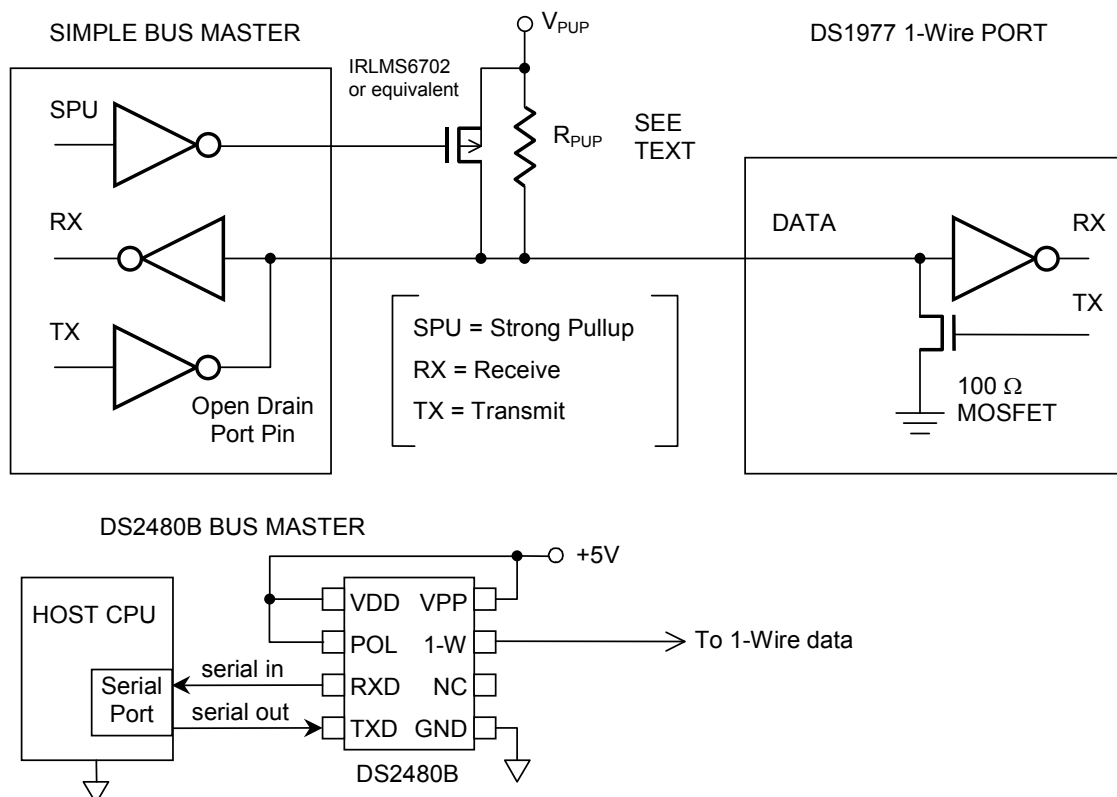 SIMPLE BUS MASTER
V_PUP
DS1977 1-Wire PORT
IRLMS6702
or equivalent
SPU
R_PUP
SEE
TEXT
RX
DATA
RX
TX
TX
Open Drain
Port Pin
SPU = Strong Pullup
RX = Receive
TX = Transmit
100 Ω
MOSFET
DS2480B BUS MASTER
+5V
HOST CPU
VDD VPP
POL 1-W
To 1-Wire data
serial in
RXD NC
Serial
Port
serial out
TXD GND
DS2480B